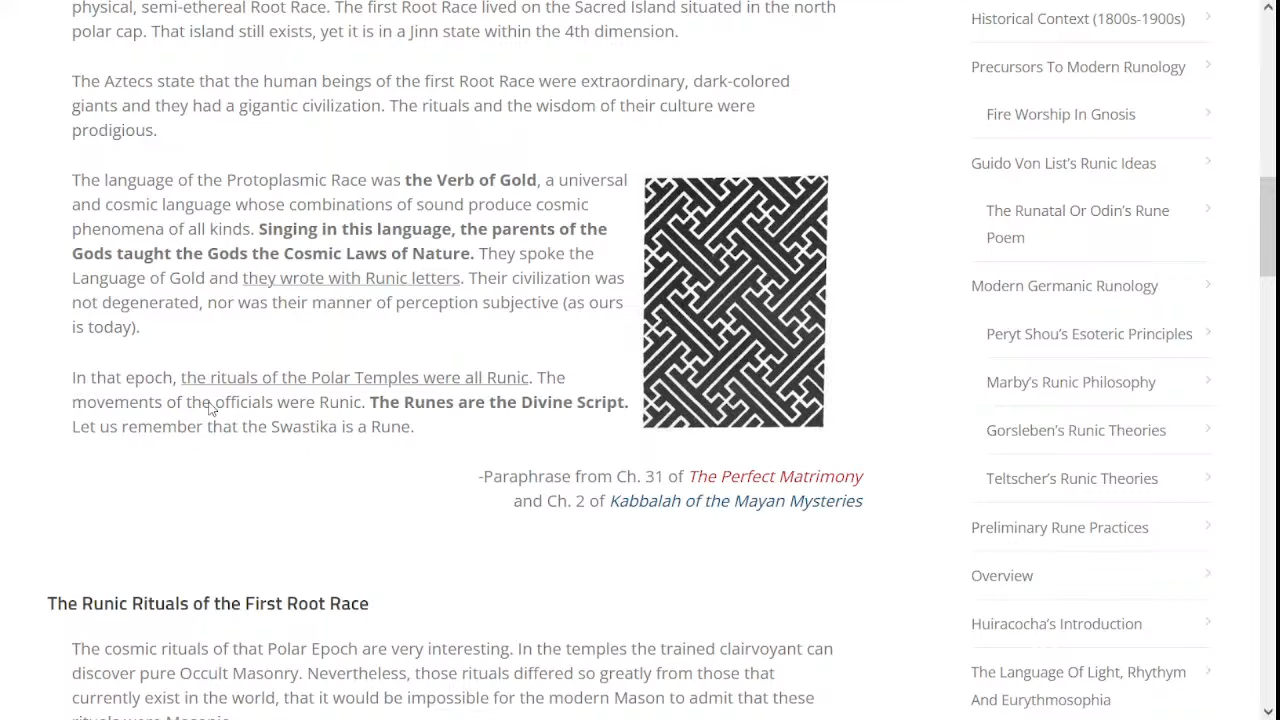 physical, semi-ethereal Root Race. The first Root Race lived on the Sacred Island situated in the north
polar cap. That island still exists, yet it is in a Jinn state within the 4th dimension.
The Aztecs state that the human beings of the first Root Race were extraordinary, dark-colored
giants and they had a gigantic civilization. The rituals and the wisdom of their culture were
prodigious.
The language of the Protoplasmic Race was the Verb of Gold, a universal
and cosmic language whose combinations of sound produce cosmic
phenomena of all kinds. Singing in this language, the parents of the
Gods taught the Gods the Cosmic Laws of Nature. They spoke the
Language of Gold and they wrote with Runic letters. Their civilization was
not degenerated, nor was their manner of perception subjective (as ours
is today).
In that epoch, the rituals of the Polar Temples were all Runic. The
movements of the officials were Runic. The Runes are the Divine Script.
Let us remember that the Swastika is a Rune.
-Paraphrase from Ch. 31 of The Perfect Matrimony
and Ch. 2 of Kabbalah of the Mayan Mysteries
The Runic Rituals of the First Root Race
The cosmic rituals of that Polar Epoch are very interesting. In the temples the trained clairvoyant can
discover pure Occult Masonry. Nevertheless, those rituals differed so greatly from those that
currently exist in the world, that it would be impossible for the modern Mason to admit that these
rituals were Masonic.
Historical Context (1800s-1900s)
Precursors To Modern Runology
Fire Worship In Gnosis
Guido Von List's Runic Ideas
The Runatal Or Odin's Rune
Poem
Modern Germanic Runology
Peryt Shou's Esoteric Principles
Marby's Runic Philosophy
Gorsleben's Runic Theories
Teltscher's Runic Theories
Preliminary Rune Practices
Overview
Huiracocha's Introduction
The Language Of Light, Rhythm
And Eurythmosophia